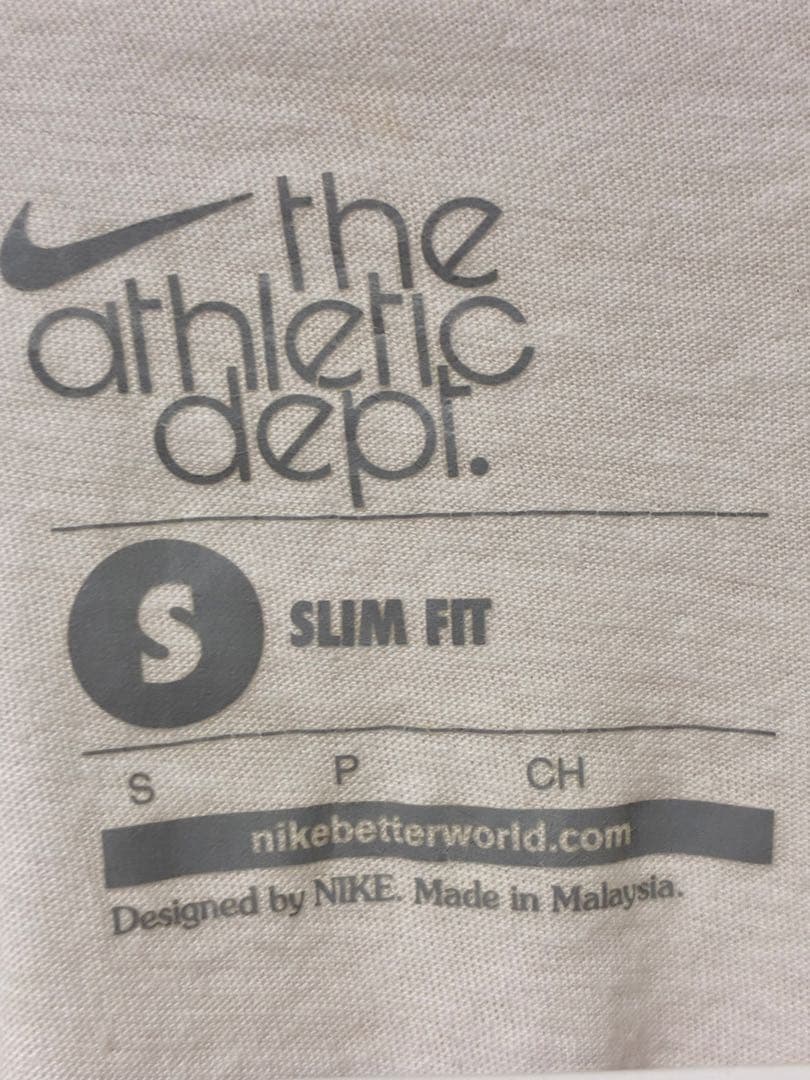 the
athletic
dept.
S SLIM FIT
S P CH
nikebetterworld.com
Designed by NIKE. Made in Malaysia.